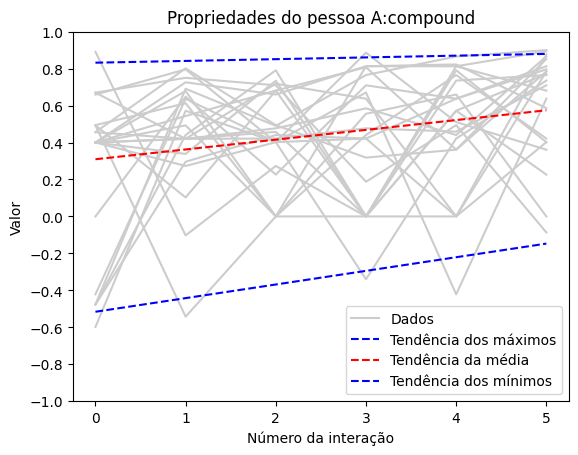 Propriedades do pessoa A:compound
Valor
1.0
0.8
0.6
0.4
0.2
0.0
−0.2
−0.4
−0.6
−0.8
−1.0
Dados
Tendência dos máximos
Tendência da média
Tendência dos mínimos
0 1 2 3 4 5
Número da interação